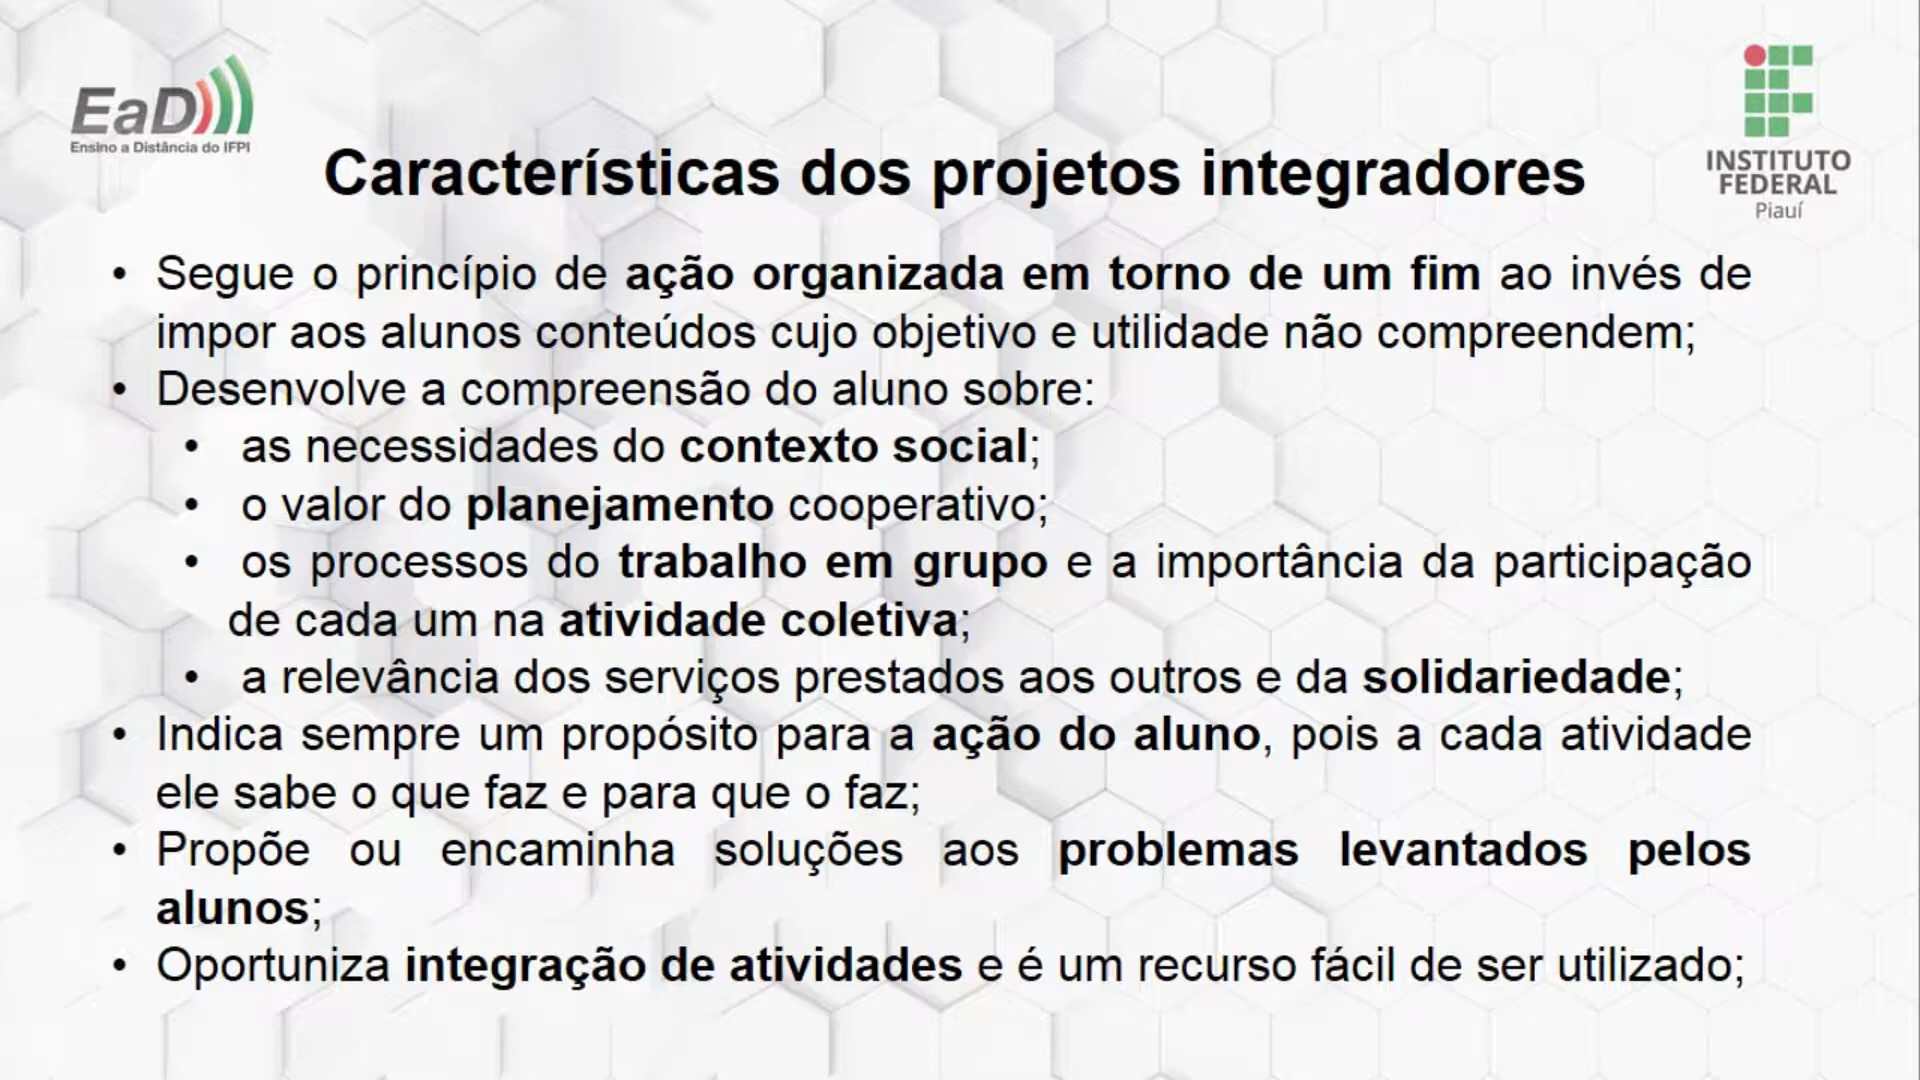 EaD
Ensino a Distância do IFPI
INSTITUTO
FEDERAL
Piauí
Características dos projetos integradores
• Segue o princípio de ação organizada em torno de um fim ao invés de
impor aos alunos conteúdos cujo objetivo e utilidade não compreendem;
• Desenvolve a compreensão do aluno sobre:
• as necessidades do contexto social;
• o valor do planejamento cooperativo;
• os processos do trabalho em grupo e a importância da participação
de cada um na atividade coletiva;
• a relevância dos serviços prestados aos outros e da solidariedade;
• Indica sempre um propósito para a ação do aluno, pois a cada atividade
ele sabe o que faz e para que o faz;
• Propõe ou encaminha soluções aos problemas levantados pelos
alunos;
• Oportuniza integração de atividades e é um recurso fácil de ser utilizado;